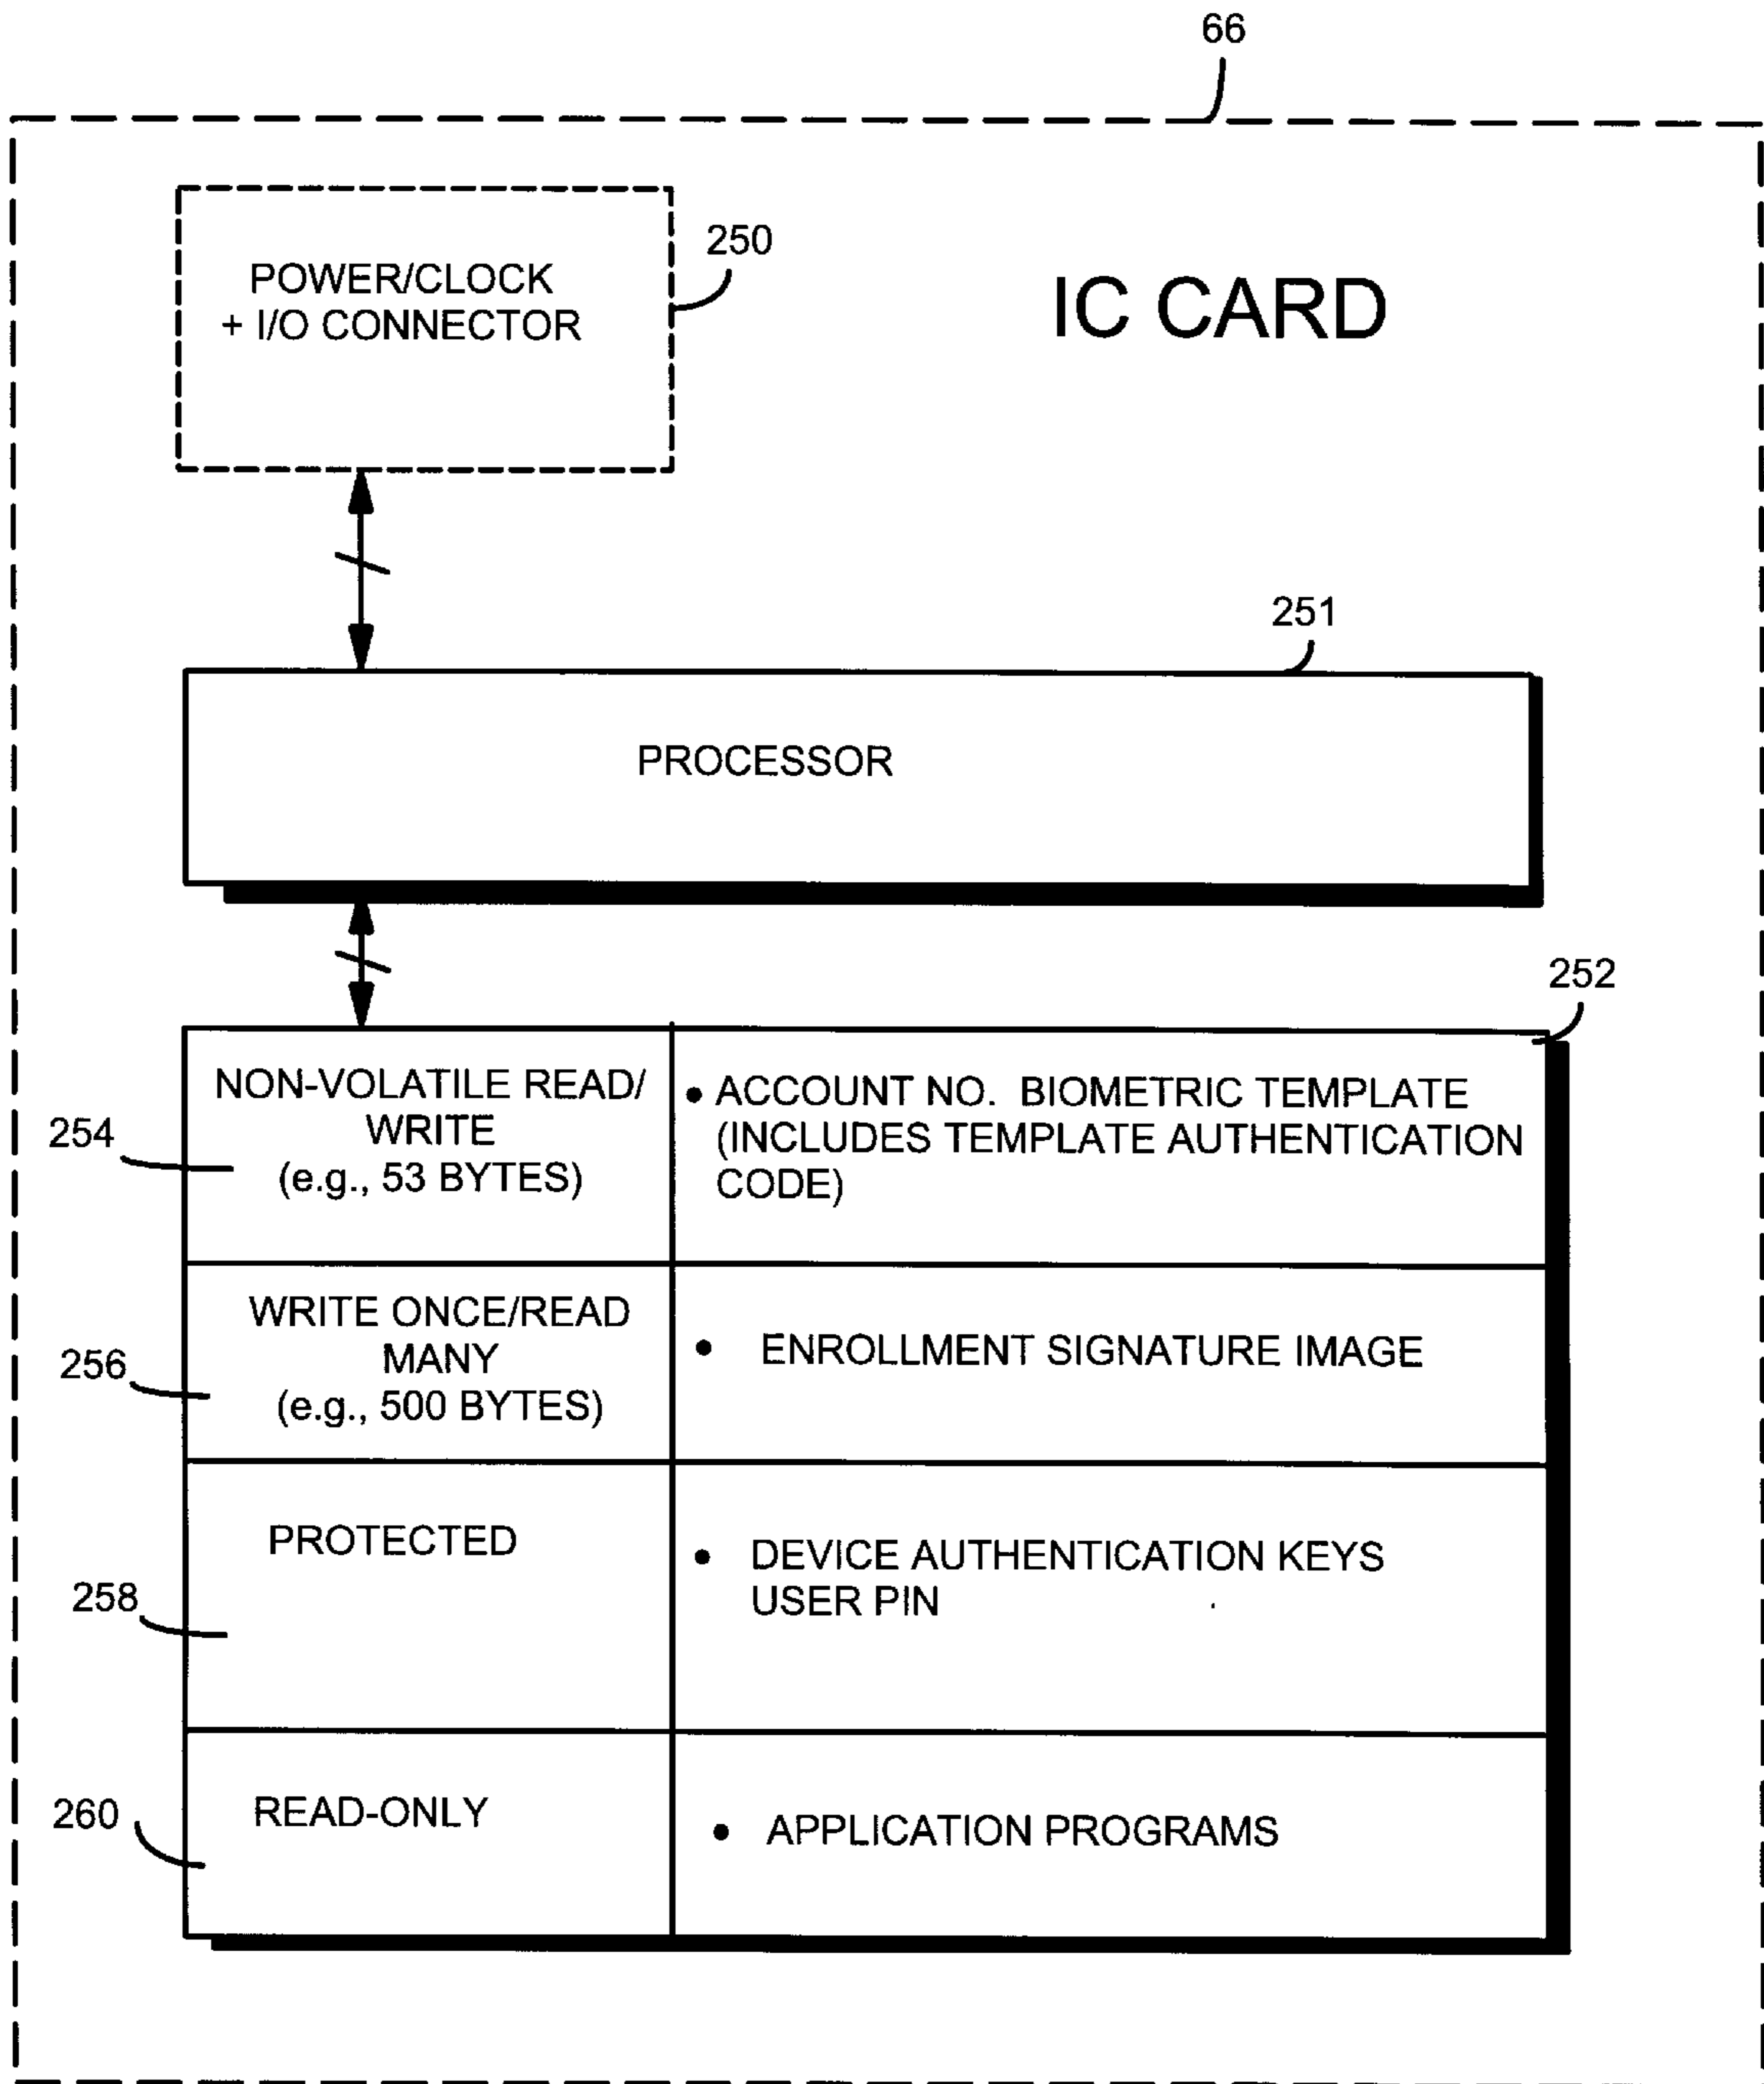 66
POWER/CLOCK
+ I/O CONNECTOR
250
IC CARD
251
PROCESSOR
252
NON-VOLATILE READ/
WRITE
(e.g., 53 BYTES)
254
• ACCOUNT NO.  BIOMETRIC TEMPLATE
(INCLUDES TEMPLATE AUTHENTICATION
CODE)
WRITE ONCE/READ
MANY
(e.g., 500 BYTES)
256
• ENROLLMENT SIGNATURE IMAGE
PROTECTED
258
• DEVICE AUTHENTICATION KEYS
USER PIN
READ-ONLY
260
• APPLICATION PROGRAMS